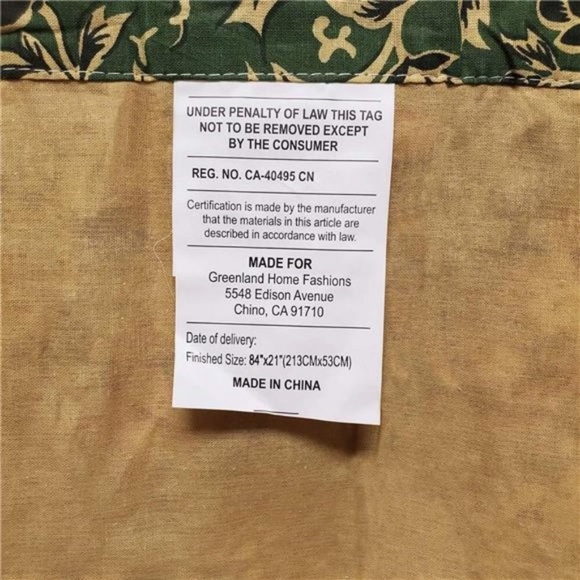 UNDER PENALTY OF LAW THIS TAG
NOT TO BE REMOVED EXCEPT
BY THE CONSUMER
REG. NO. CA-40495 CN
Certification is made by the manufacturer
that the materials in this article are
described in accordance with law.
MADE FOR
Greenland Home Fashions
5548 Edison Avenue
Chino, CA 91710
Date of delivery:
Finished Size: 84"x21"(213CMx53CM)
MADE IN CHINA